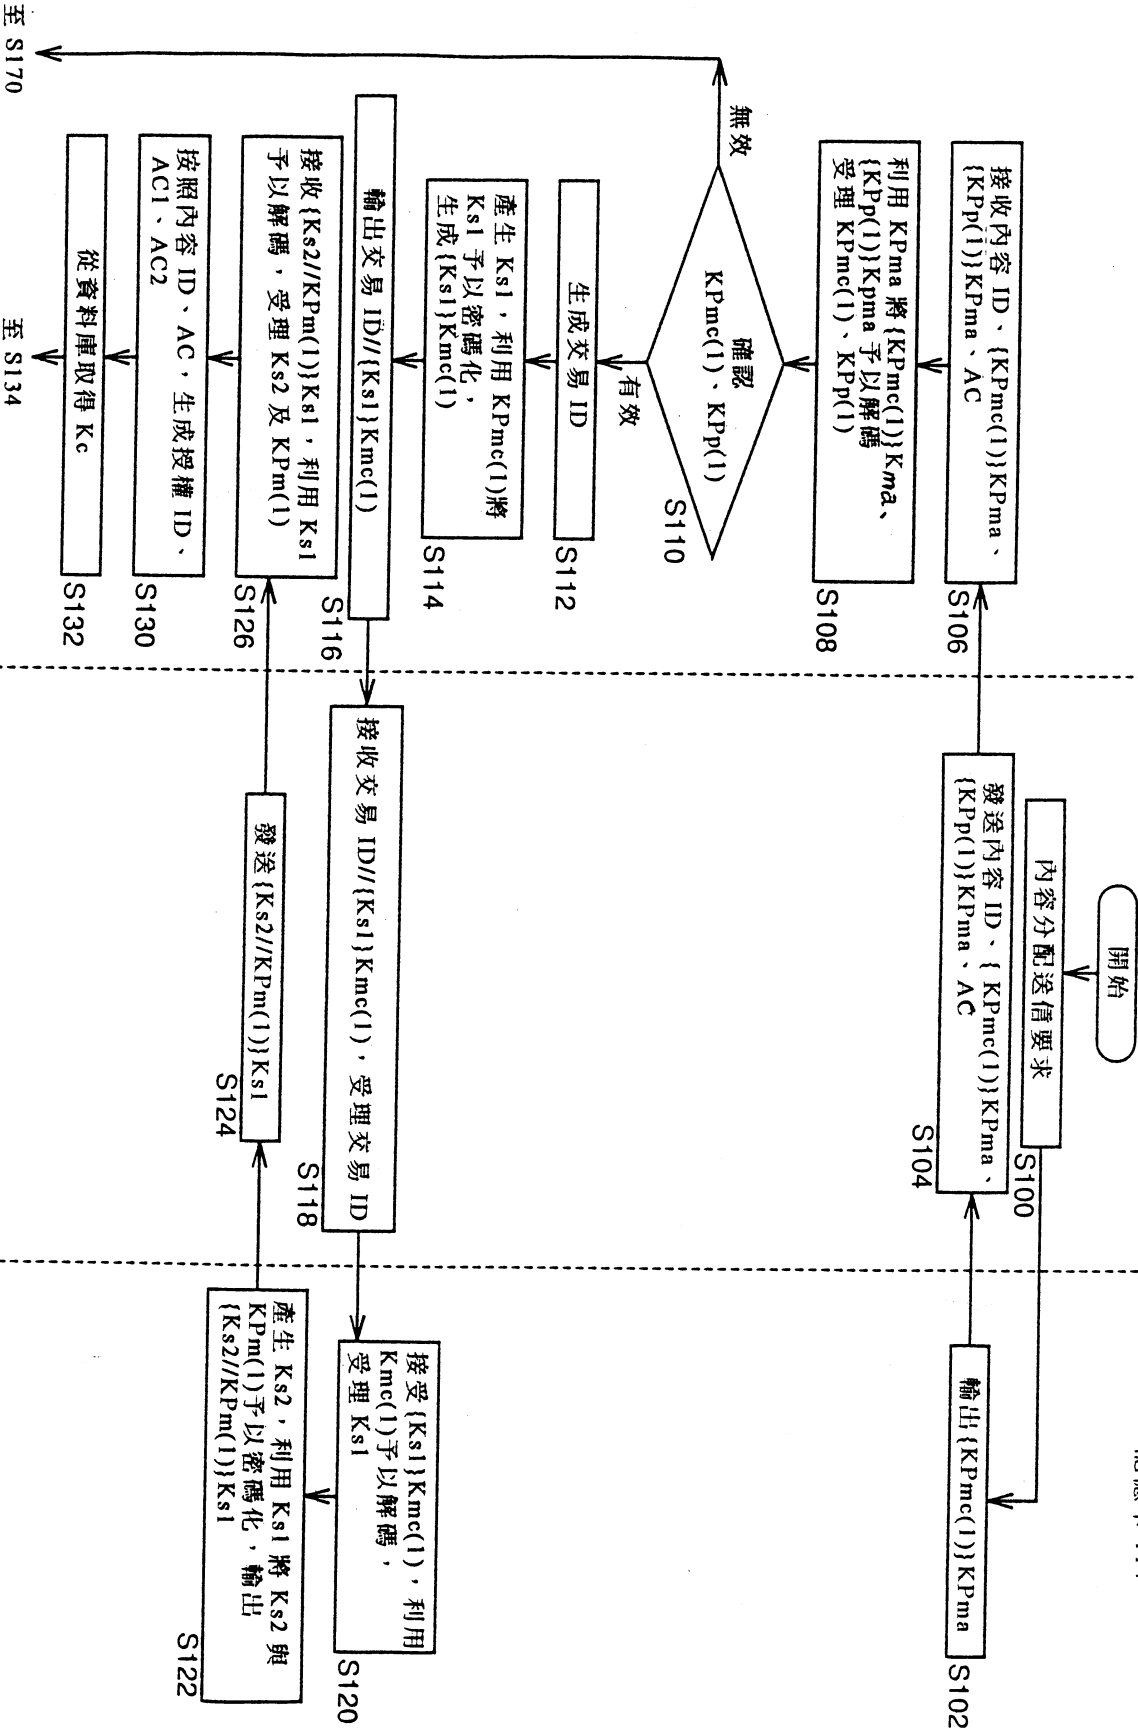 開始
內容分配送信要求
S100
輸出{KPmc(1)}KPma
S102
發送內容 ID、{ KPmc(1)}KPma、
{KPp(1)}KPma、AC
S104
接收內容 ID、{KPmc(1)}KPma、
{KPp(1)}KPma、AC
S106
利用 KPma 將{KPmc(1)}Kma、
{KPp(1)}Kpma 予以解碼
受理 KPmc(1)、KPp(1)
S108
確認
KPmc(1)、KPp(1)
S110
無效
有效
至 S170
生成交易 ID
S112
產生 Ks1，利用 KPmc(1)將
Ks1 予以密碼化，
生成{Ks1}Kmc(1)
S114
輸出交易 ID//{Ks1}Kmc(1)
S116
接收交易 ID//{Ks1}Kmc(1)，受理交易 ID
S118
接受{Ks1}Kmc(1)，利用
Kmc(1)予以解碼，
受理 Ks1
S120
產生 Ks2，利用 Ks1 將 Ks2 與
KPm(1)予以密碼化，輸出
{Ks2//KPm(1)}Ks1
S122
發送{Ks2//KPm(1)}Ks1
S124
接收{Ks2//KPm(1)}Ks1，利用 Ks1
予以解碼，受理 Ks2 及 KPm(1)
S126
按照內容 ID、AC，生成授權 ID、
AC1、AC2
S130
從資料庫取得 Kc
S132
至 S134